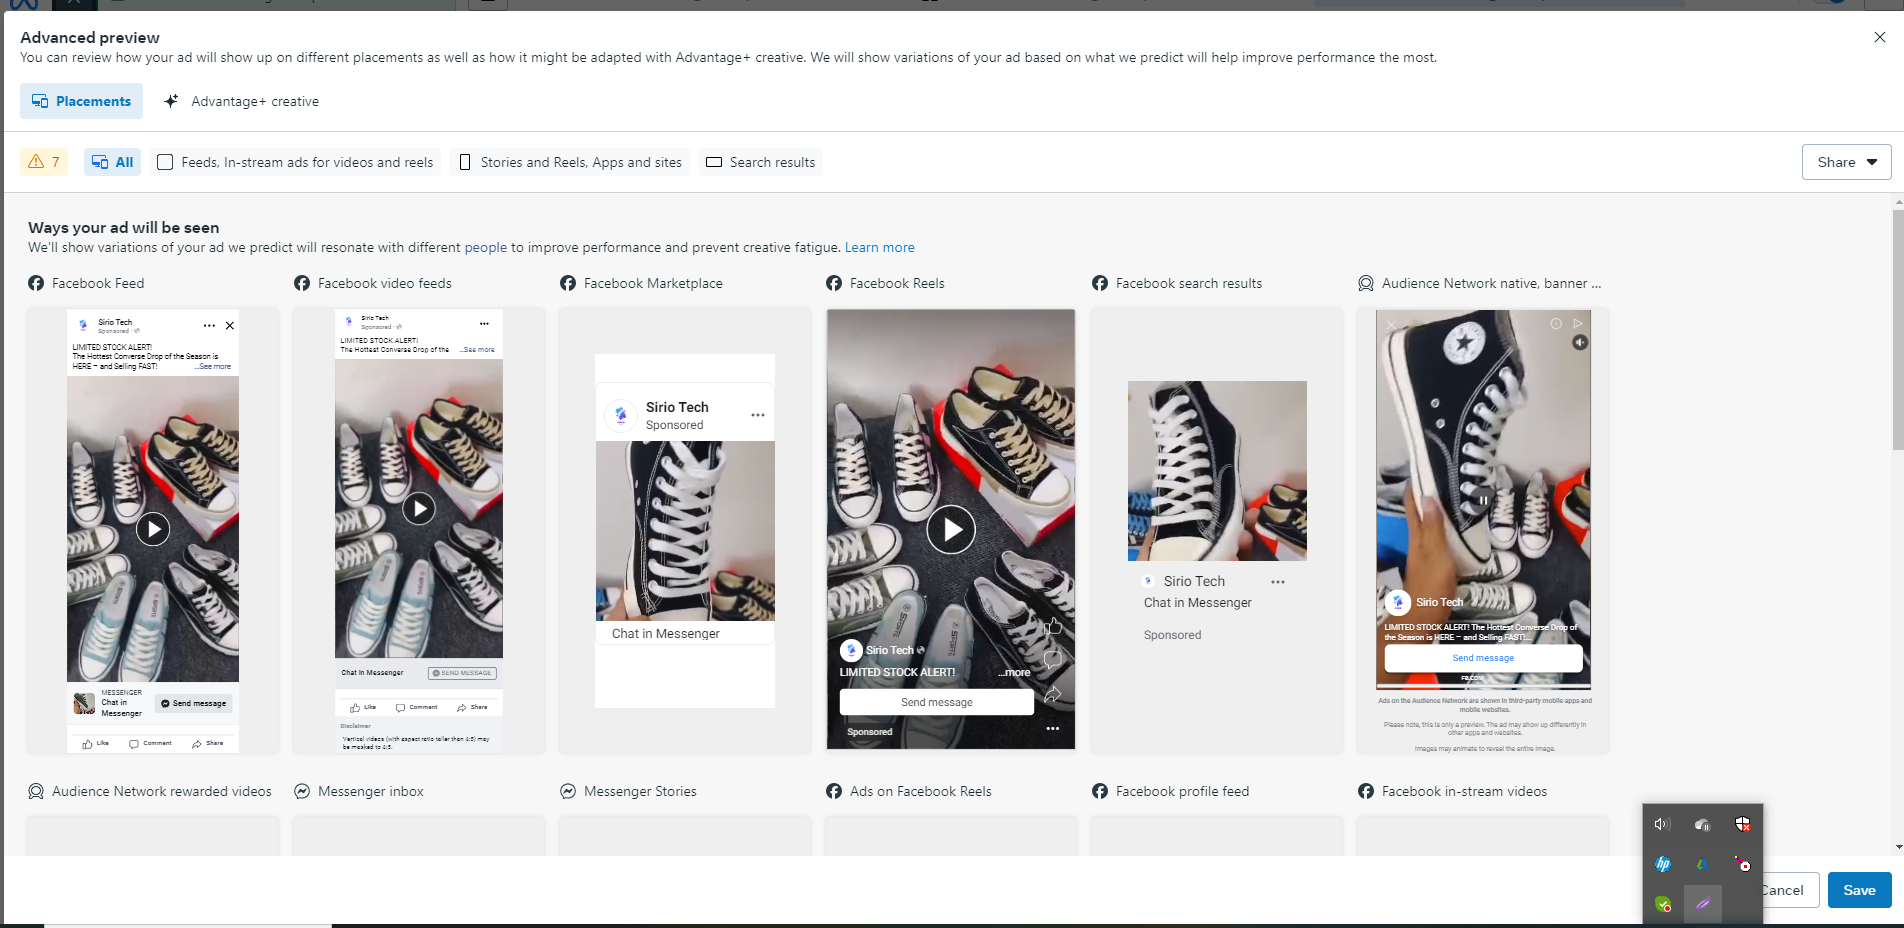 Advanced preview
You can review how your ad will show up on different placements as well as how it might be adapted with Advantage+ creative. We will show variations of your ad based on what we predict will help improve performance the most.
Placements
Advantage+ creative
7
All
Feeds, In-stream ads for videos and reels
Stories and Reels, Apps and sites
Search results
Share
Ways your ad will be seen
We'll show variations of your ad we predict will resonate with different people to improve performance and prevent creative fatigue. Learn more
Facebook Feed
Sirio Tech
Sponsored ·
LIMITED STOCK ALERT!
The Hottest Converse Drop of the Season is
HERE – and Selling FAST!
...See more
MESSENGER
Chat in
Messenger
Send message
Like
Comment
Share
Facebook video feeds
Sirio Tech
Sponsored ·
LIMITED STOCK ALERT!
The Hottest Converse Drop of the
...See more
SPORTS
Chat in Messenger
SEND MESSAGE
Like
Comment
Share
Disclaimer
Vertical videos (with aspect ratio taller than 4:5) may
be masked to 4:5.
Facebook Marketplace
Sirio Tech
Sponsored
Chat in Messenger
Facebook Reels
SPORTS
Sirio Tech
LIMITED STOCK ALERT!
...more
Send message
Sponsored
Facebook search results
Sirio Tech
Chat in Messenger
Sponsored
Audience Network native, banner ...
Sirio Tech
LIMITED STOCK ALERT! The Hottest Converse Drop of
the Season is HERE – and Selling FAST!...
Send message
FB.COM
Ads on the Audience Network are shown in third-party mobile apps and
mobile websites.
Please note, this is only a preview. The ad may show up differently in
other apps and websites.
Images may animate to reveal the entire image.
Audience Network rewarded videos
Messenger inbox
Messenger Stories
Ads on Facebook Reels
Facebook profile feed
Facebook in-stream videos
hp
Cancel
Save